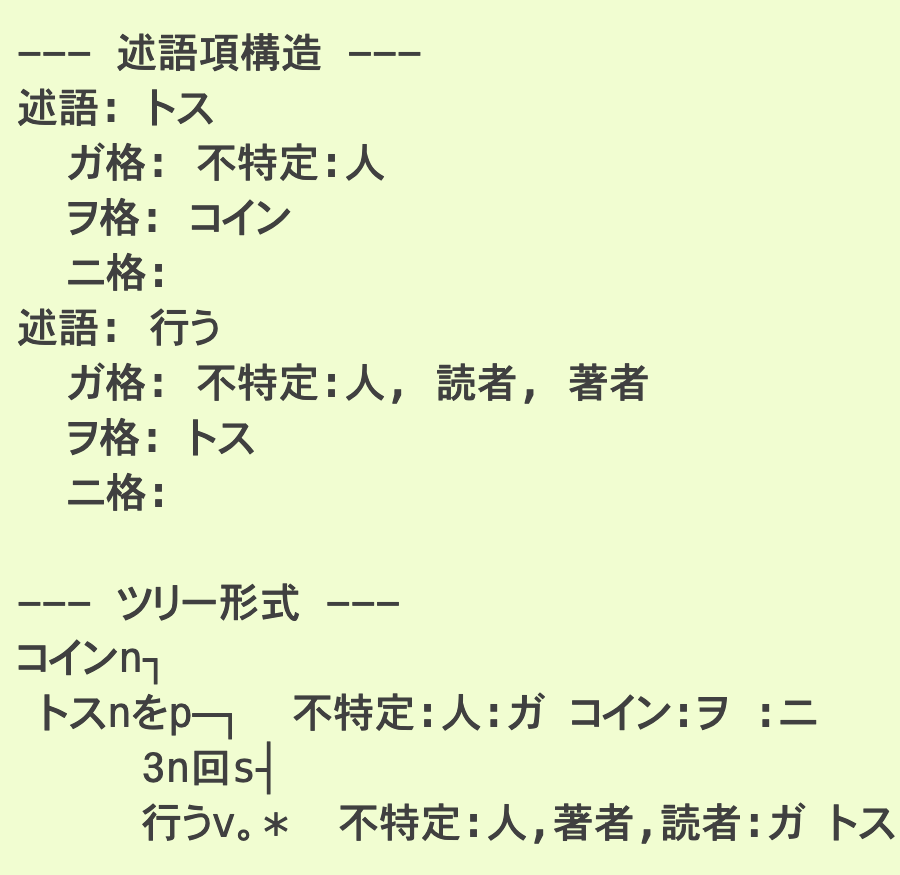 --- 述語項構造 ---
述語: トス
ガ格: 不特定:人
ヲ格: コイン
ニ格:
述語: 行う
ガ格: 不特定:人, 読者, 著者
ヲ格: トス
ニ格:
--- ツリー形式 ---
コインn┐
トスnをp─┐ 不特定:人:ガ コイン:ヲ :ニ
3n回s┤
行うv。* 不特定:人,著者,読者:ガ トス